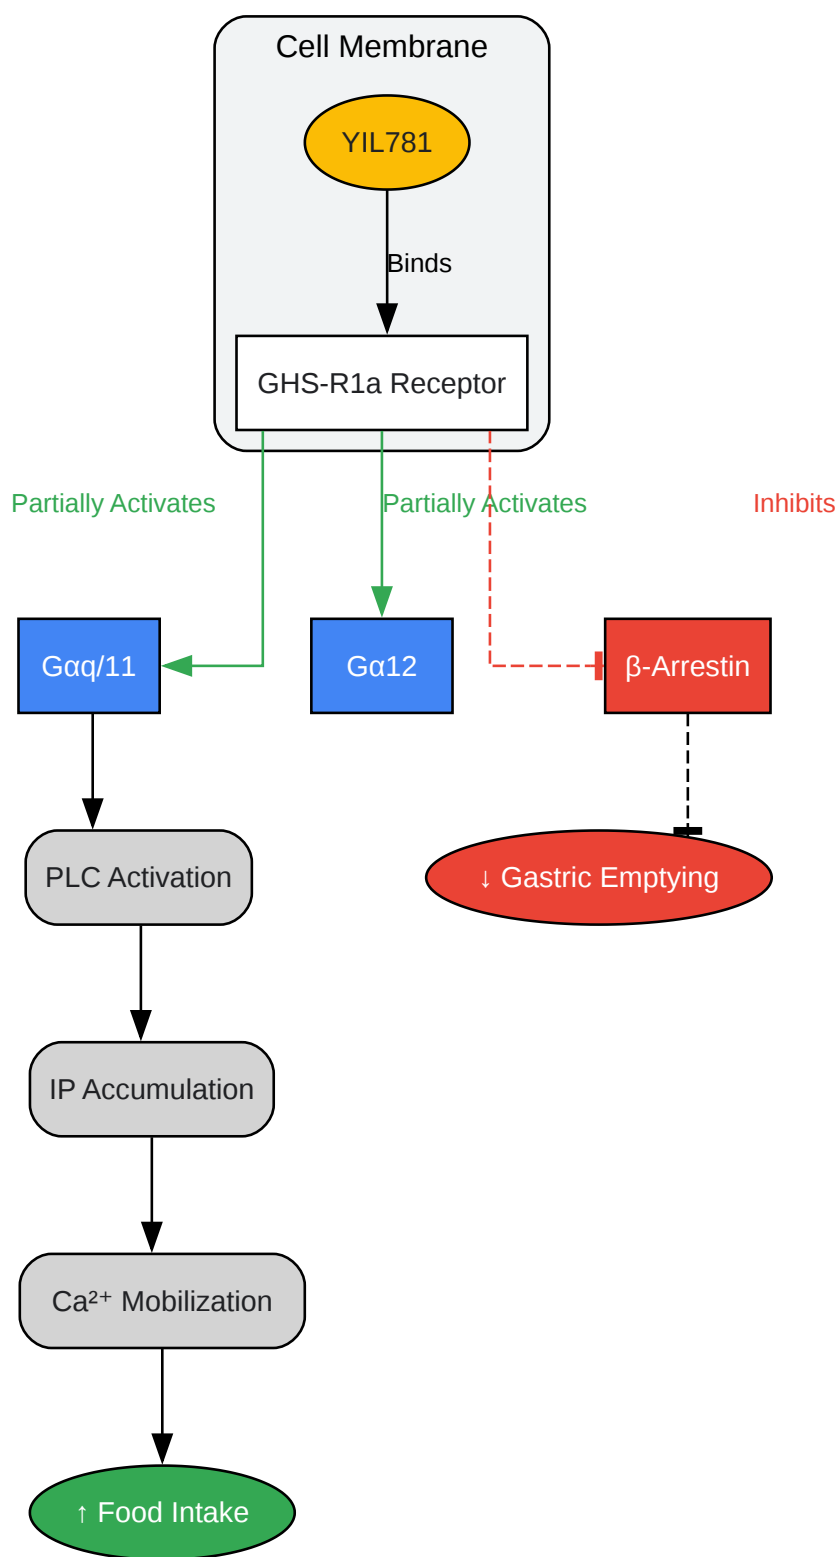 Cell Membrane
YIL781
Binds
GHS-R1a Receptor
Partially Activates
Partially Activates
Inhibits
Gαq/11
Gα12
β-Arrestin
PLC Activation
↓ Gastric Emptying
IP Accumulation
Ca²⁺ Mobilization
↑ Food Intake